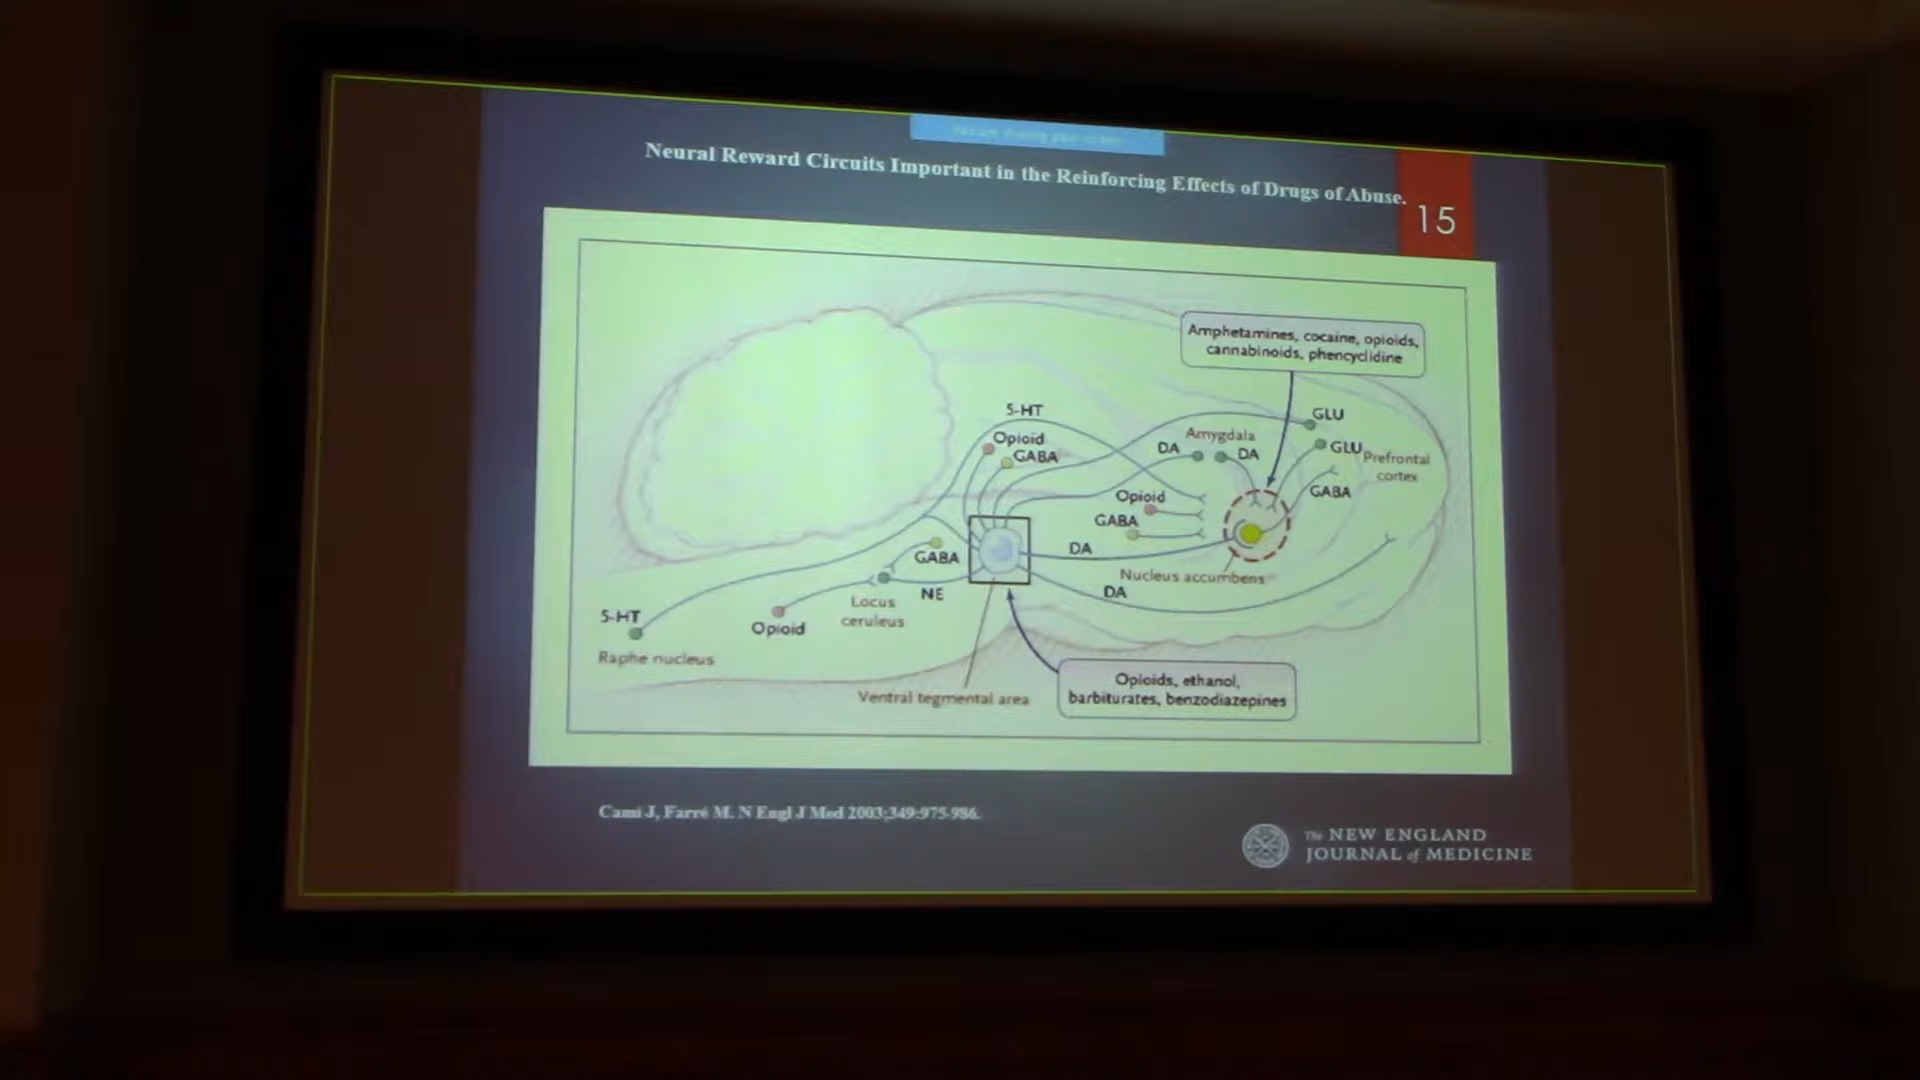 Neural Reward Circuits Important in the Reinforcing Effects of Drugs of Abuse.
15
Amphetamines, cocaine, opioids,
cannabinoids, phencyclidine
5-HT
Opioid
GABA
DA
Amygdala
DA
GLU
GLU
Prefrontal
cortex
GABA
Opioid
GABA
DA
Nucleus accumbens
DA
GABA
NE
Locus
ceruleus
Opioid
5-HT
Raphe nucleus
Ventral tegmental area
Opioids, ethanol,
barbiturates, benzodiazepines
Cami J, Farré M. N Engl J Med 2003;349:975-986.
The NEW ENGLAND
JOURNAL of MEDICINE